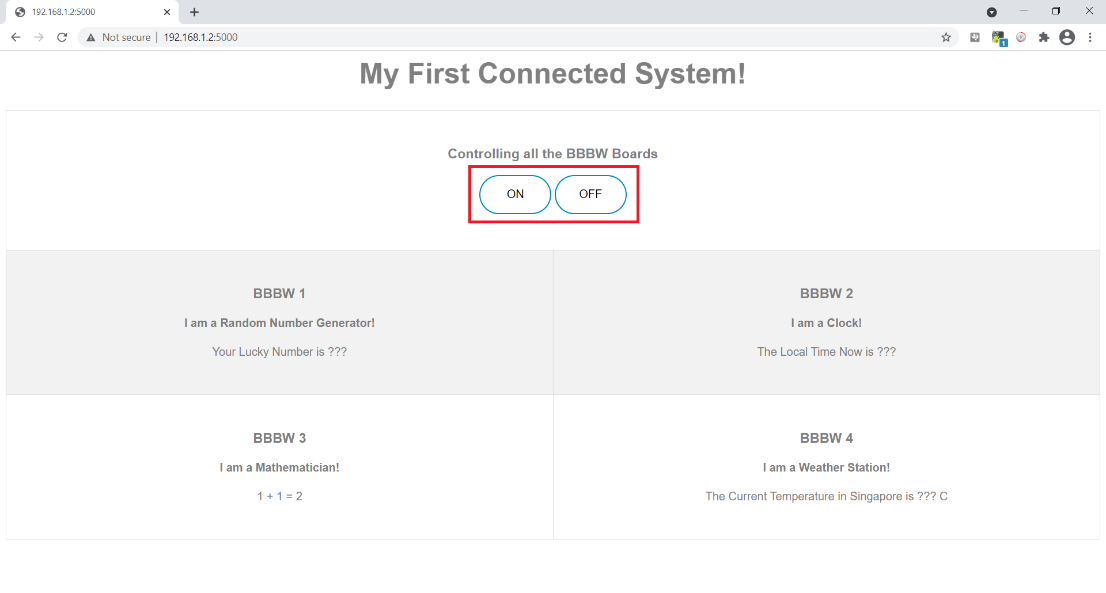 192.168.1.2:5000
Not secure | 192.168.1.2:5000
1
My First Connected System!
Controlling all the BBBW Boards
ON OFF
BBBW 1
I am a Random Number Generator!
Your Lucky Number is ???
BBBW 2
I am a Clock!
The Local Time Now is ???
BBBW 3
I am a Mathematician!
1 + 1 = 2
BBBW 4
I am a Weather Station!
The Current Temperature in Singapore is ??? C